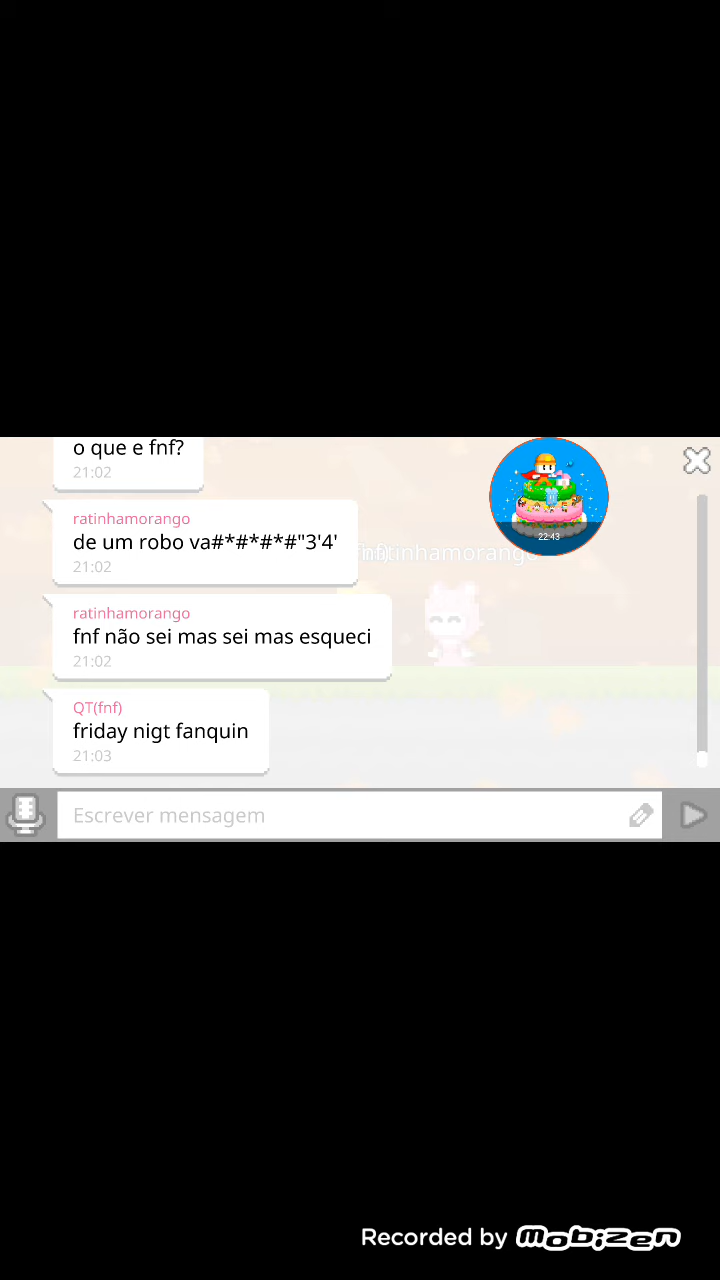 o que e fnf?
21:02
ratinhamorango
de um robo va#*#*#*#"3'4'
21:02
22:43
ratinhamorango
ratinhamorango
fnf não sei mas sei mas esqueci
21:02
QT(fnf)
friday nigt fanquin
21:03
Escrever mensagem
Recorded by mobizen